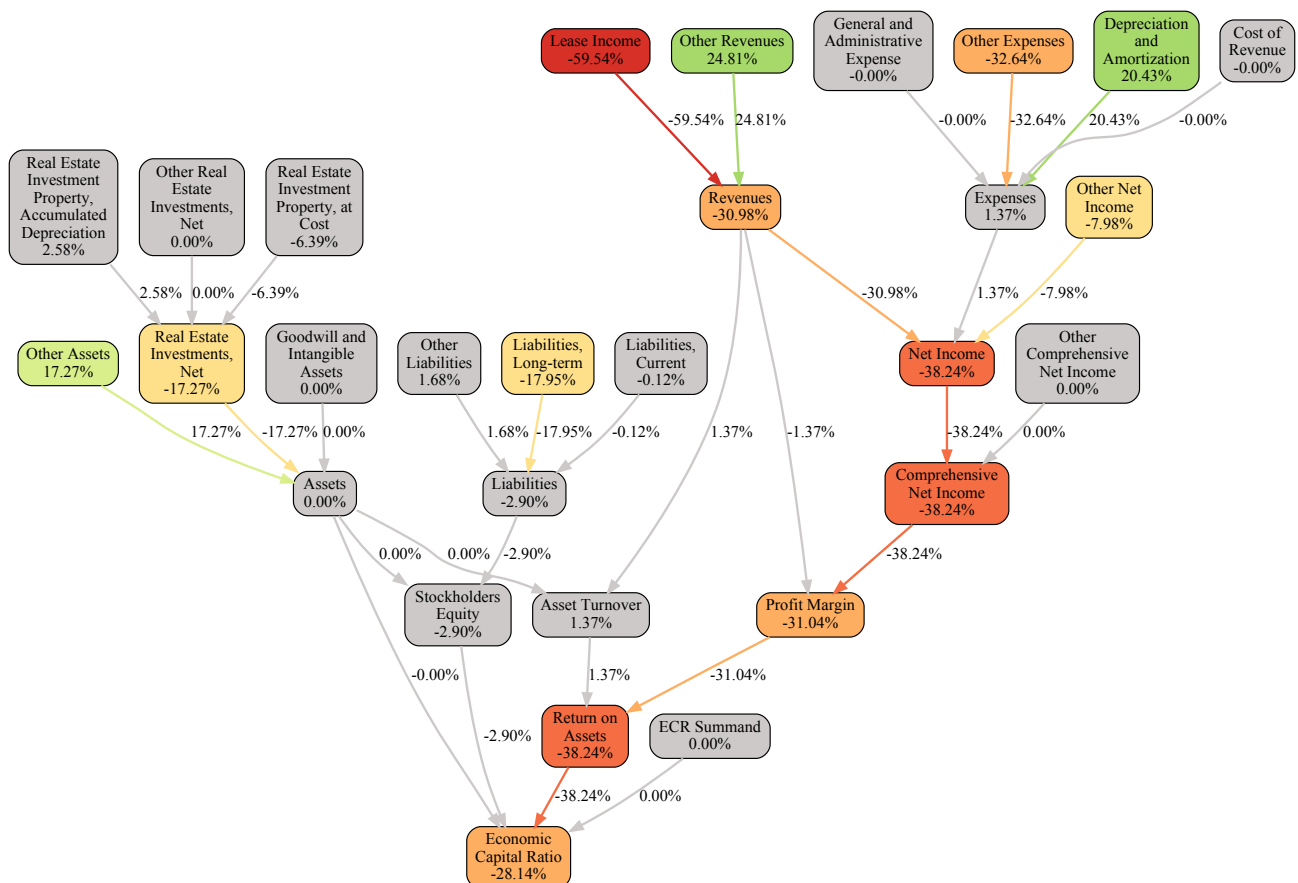 Lease Income
-59.54%
Other Revenues
24.81%
General and
Administrative
Expense
-0.00%
Other Expenses
-32.64%
Depreciation
and
Amortization
20.43%
Cost of
Revenue
-0.00%
-59.54%
24.81%
-0.00%
-32.64%
20.43%
-0.00%
Real Estate
Investment
Property,
Accumulated
Depreciation
2.58%
Other Real
Estate
Investments,
Net
0.00%
Real Estate
Investment
Property, at
Cost
-6.39%
Revenues
-30.98%
Expenses
1.37%
Other Net
Income
-7.98%
2.58%
0.00%
-6.39%
-30.98%
1.37%
-7.98%
Other Assets
17.27%
Real Estate
Investments,
Net
-17.27%
Goodwill and
Intangible
Assets
0.00%
Other
Liabilities
1.68%
Liabilities,
Long-term
-17.95%
Liabilities,
Current
-0.12%
Net Income
-38.24%
Other
Comprehensive
Net Income
0.00%
17.27%
-17.27%
0.00%
1.68%
-17.95%
-0.12%
1.37%
-1.37%
-38.24%
0.00%
Assets
0.00%
Liabilities
-2.90%
Comprehensive
Net Income
-38.24%
0.00%
0.00%
-2.90%
-38.24%
Stockholders
Equity
-2.90%
Asset Turnover
1.37%
Profit Margin
-31.04%
-0.00%
1.37%
-31.04%
-2.90%
Return on
Assets
-38.24%
ECR Summand
0.00%
-38.24%
0.00%
Economic
Capital Ratio
-28.14%